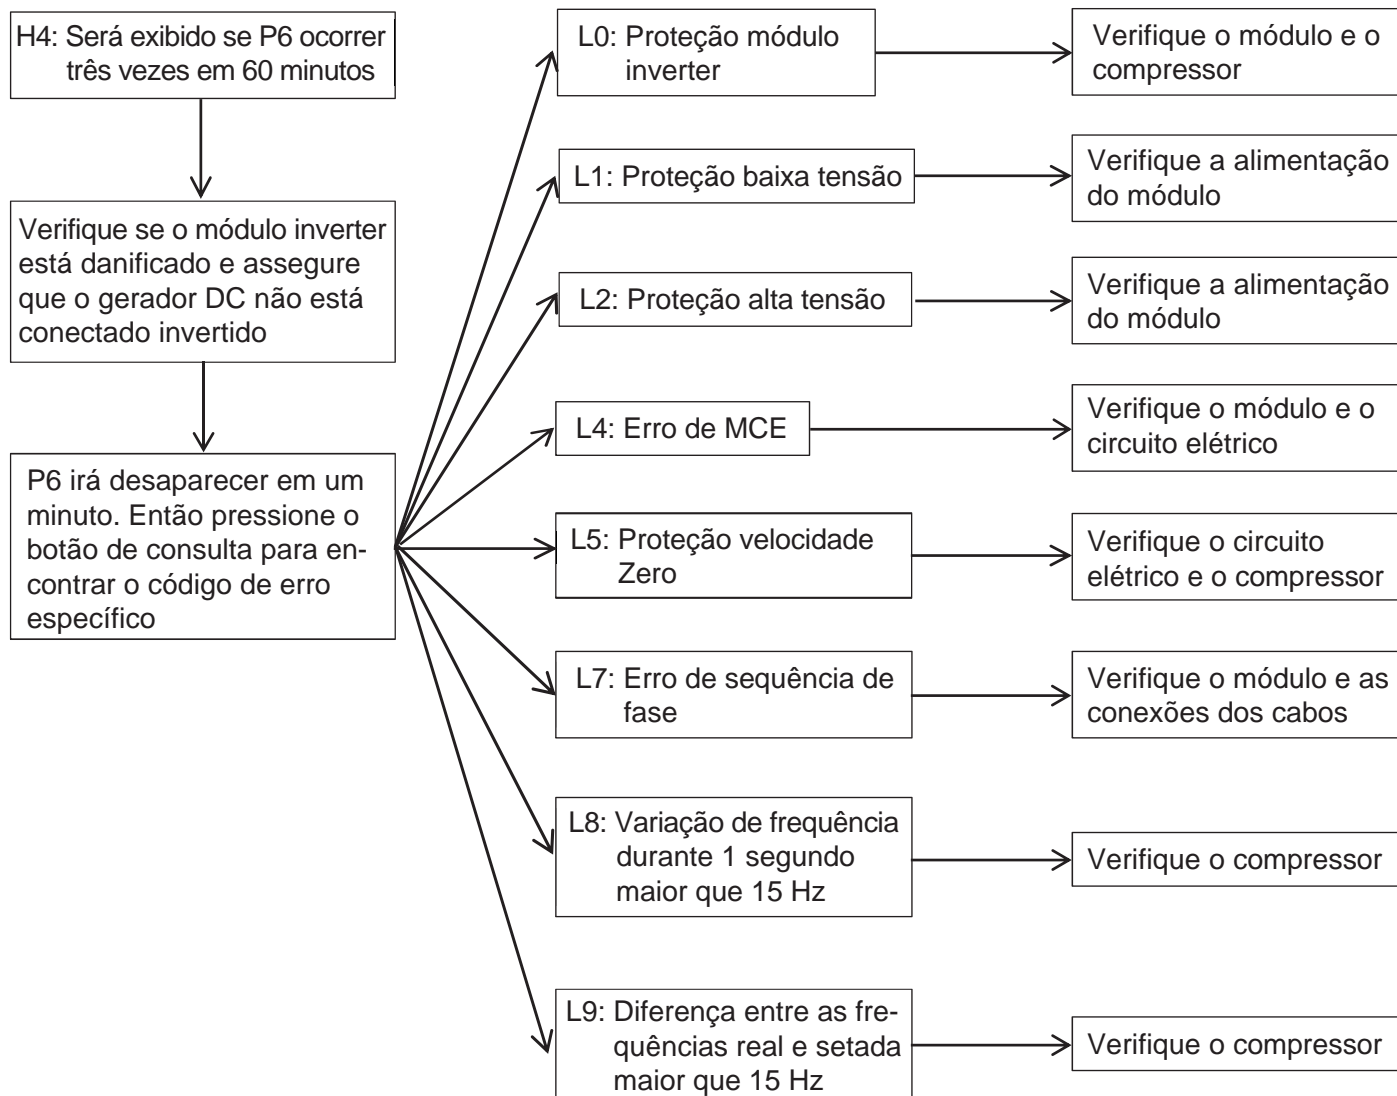 H4: Será exibido se P6 ocorrer
três vezes em 60 minutos
Verifique se o módulo inverter
está danificado e assegure
que o gerador DC não está
conectado invertido
P6 irá desaparecer em um
minuto. Então pressione o
botão de consulta para en-
contrar o código de erro
específico
L0: Proteção módulo
inverter
Verifique o módulo e o
compressor
L1: Proteção baixa tensão
Verifique a alimentação
do módulo
L2: Proteção alta tensão
Verifique a alimentação
do módulo
L4: Erro de MCE
Verifique o módulo e o
circuito elétrico
L5: Proteção velocidade
Zero
Verifique o circuito
elétrico e o compressor
L7: Erro de sequência de
fase
Verifique o módulo e as
conexões dos cabos
L8: Variação de frequência
durante 1 segundo
maior que 15 Hz
Verifique o compressor
L9: Diferença entre as fre-
quências real e setada
maior que 15 Hz
Verifique o compressor